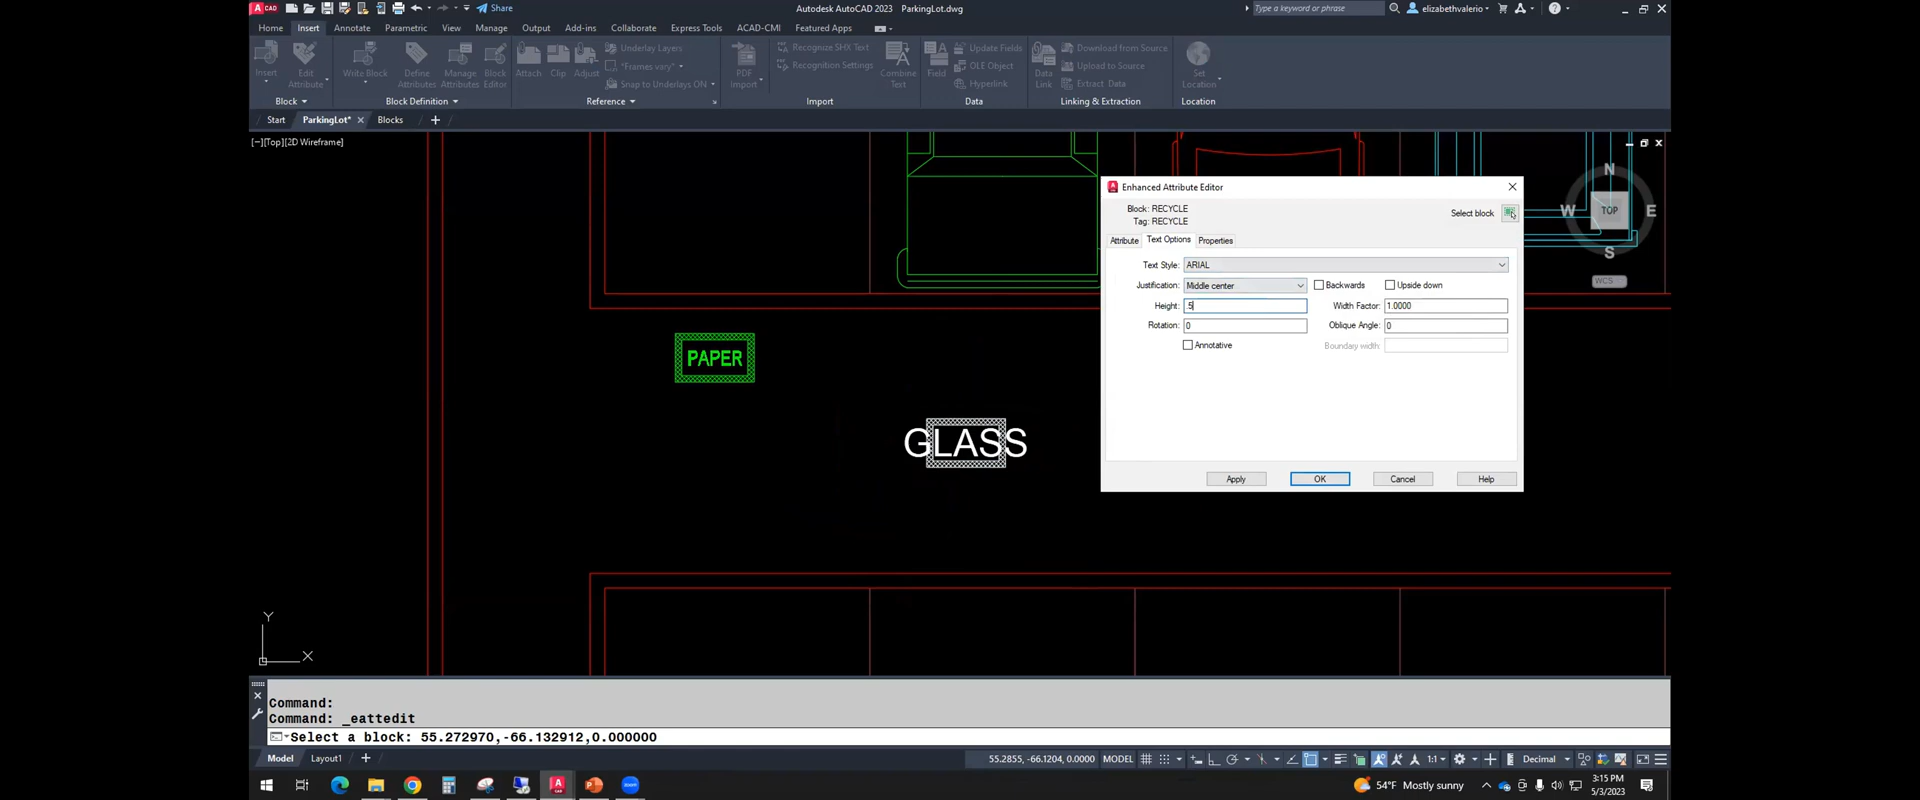 CAD
Share
Autodesk AutoCAD 2023 ParkingLot.dwg
Type a keyword or phrase
elizabethvalerio
Home Insert Annotate Parametric View Manage Output Add-ins Collaborate Express Tools ACAD-CMI Featured Apps
Insert
Edit
Attribute
Write Block
Define
Attributes
Manage
Attributes
Block
Editor
Attach
Clip
Adjust
Underlay Layers
*Frames vary*
Snap to Underlays ON
PDF
Import
Recognize SHX Text
Recognition Settings
Combine
Text
Field
Update Fields
OLE Object
Hyperlink
Data
Link
Download from Source
Upload to Source
Extract Data
Set
Location
Block Block Definition Reference Import Data Linking & Extraction Location
Start ParkingLot* Blocks
[−][Top][2D Wireframe]
N
W TOP E
S
WCS
PAPER
GLASS
Enhanced Attribute Editor
Block: RECYCLE
Tag: RECYCLE
Select block
Attribute Text Options Properties
Text Style: ARIAL
Justification: Middle center Backwards Upside down
Height: .5 Width Factor: 1.0000
Rotation: 0 Oblique Angle: 0
Annotative Boundary width:
Apply OK Cancel Help
Y
X
Command:
Command: _eattedit
Select a block: 55.272970,-66.132912,0.000000
Model Layout1
55.2855, -66.1204, 0.0000 MODEL 1:1 Decimal
54°F Mostly sunny
3:15 PM
5/3/2023